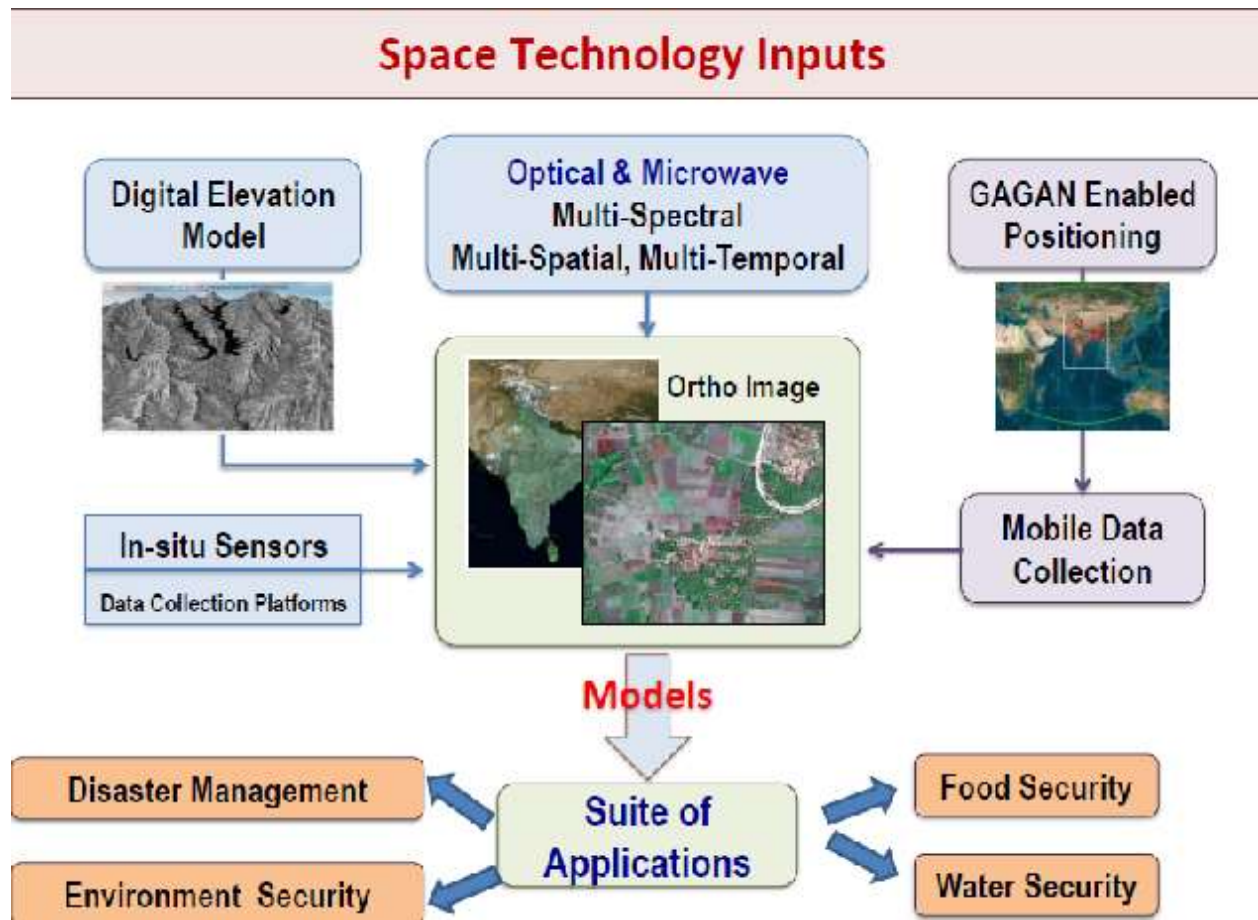 Space Technology Inputs
Digital Elevation
Model
Optical & Microwave
Multi-Spectral
Multi-Spatial, Multi-Temporal
GAGAN Enabled
Positioning
Ortho Image
In-situ Sensors
Data Collection Platforms
Mobile Data
Collection
Models
Disaster Management
Environment Security
Suite of
Applications
Food Security
Water Security